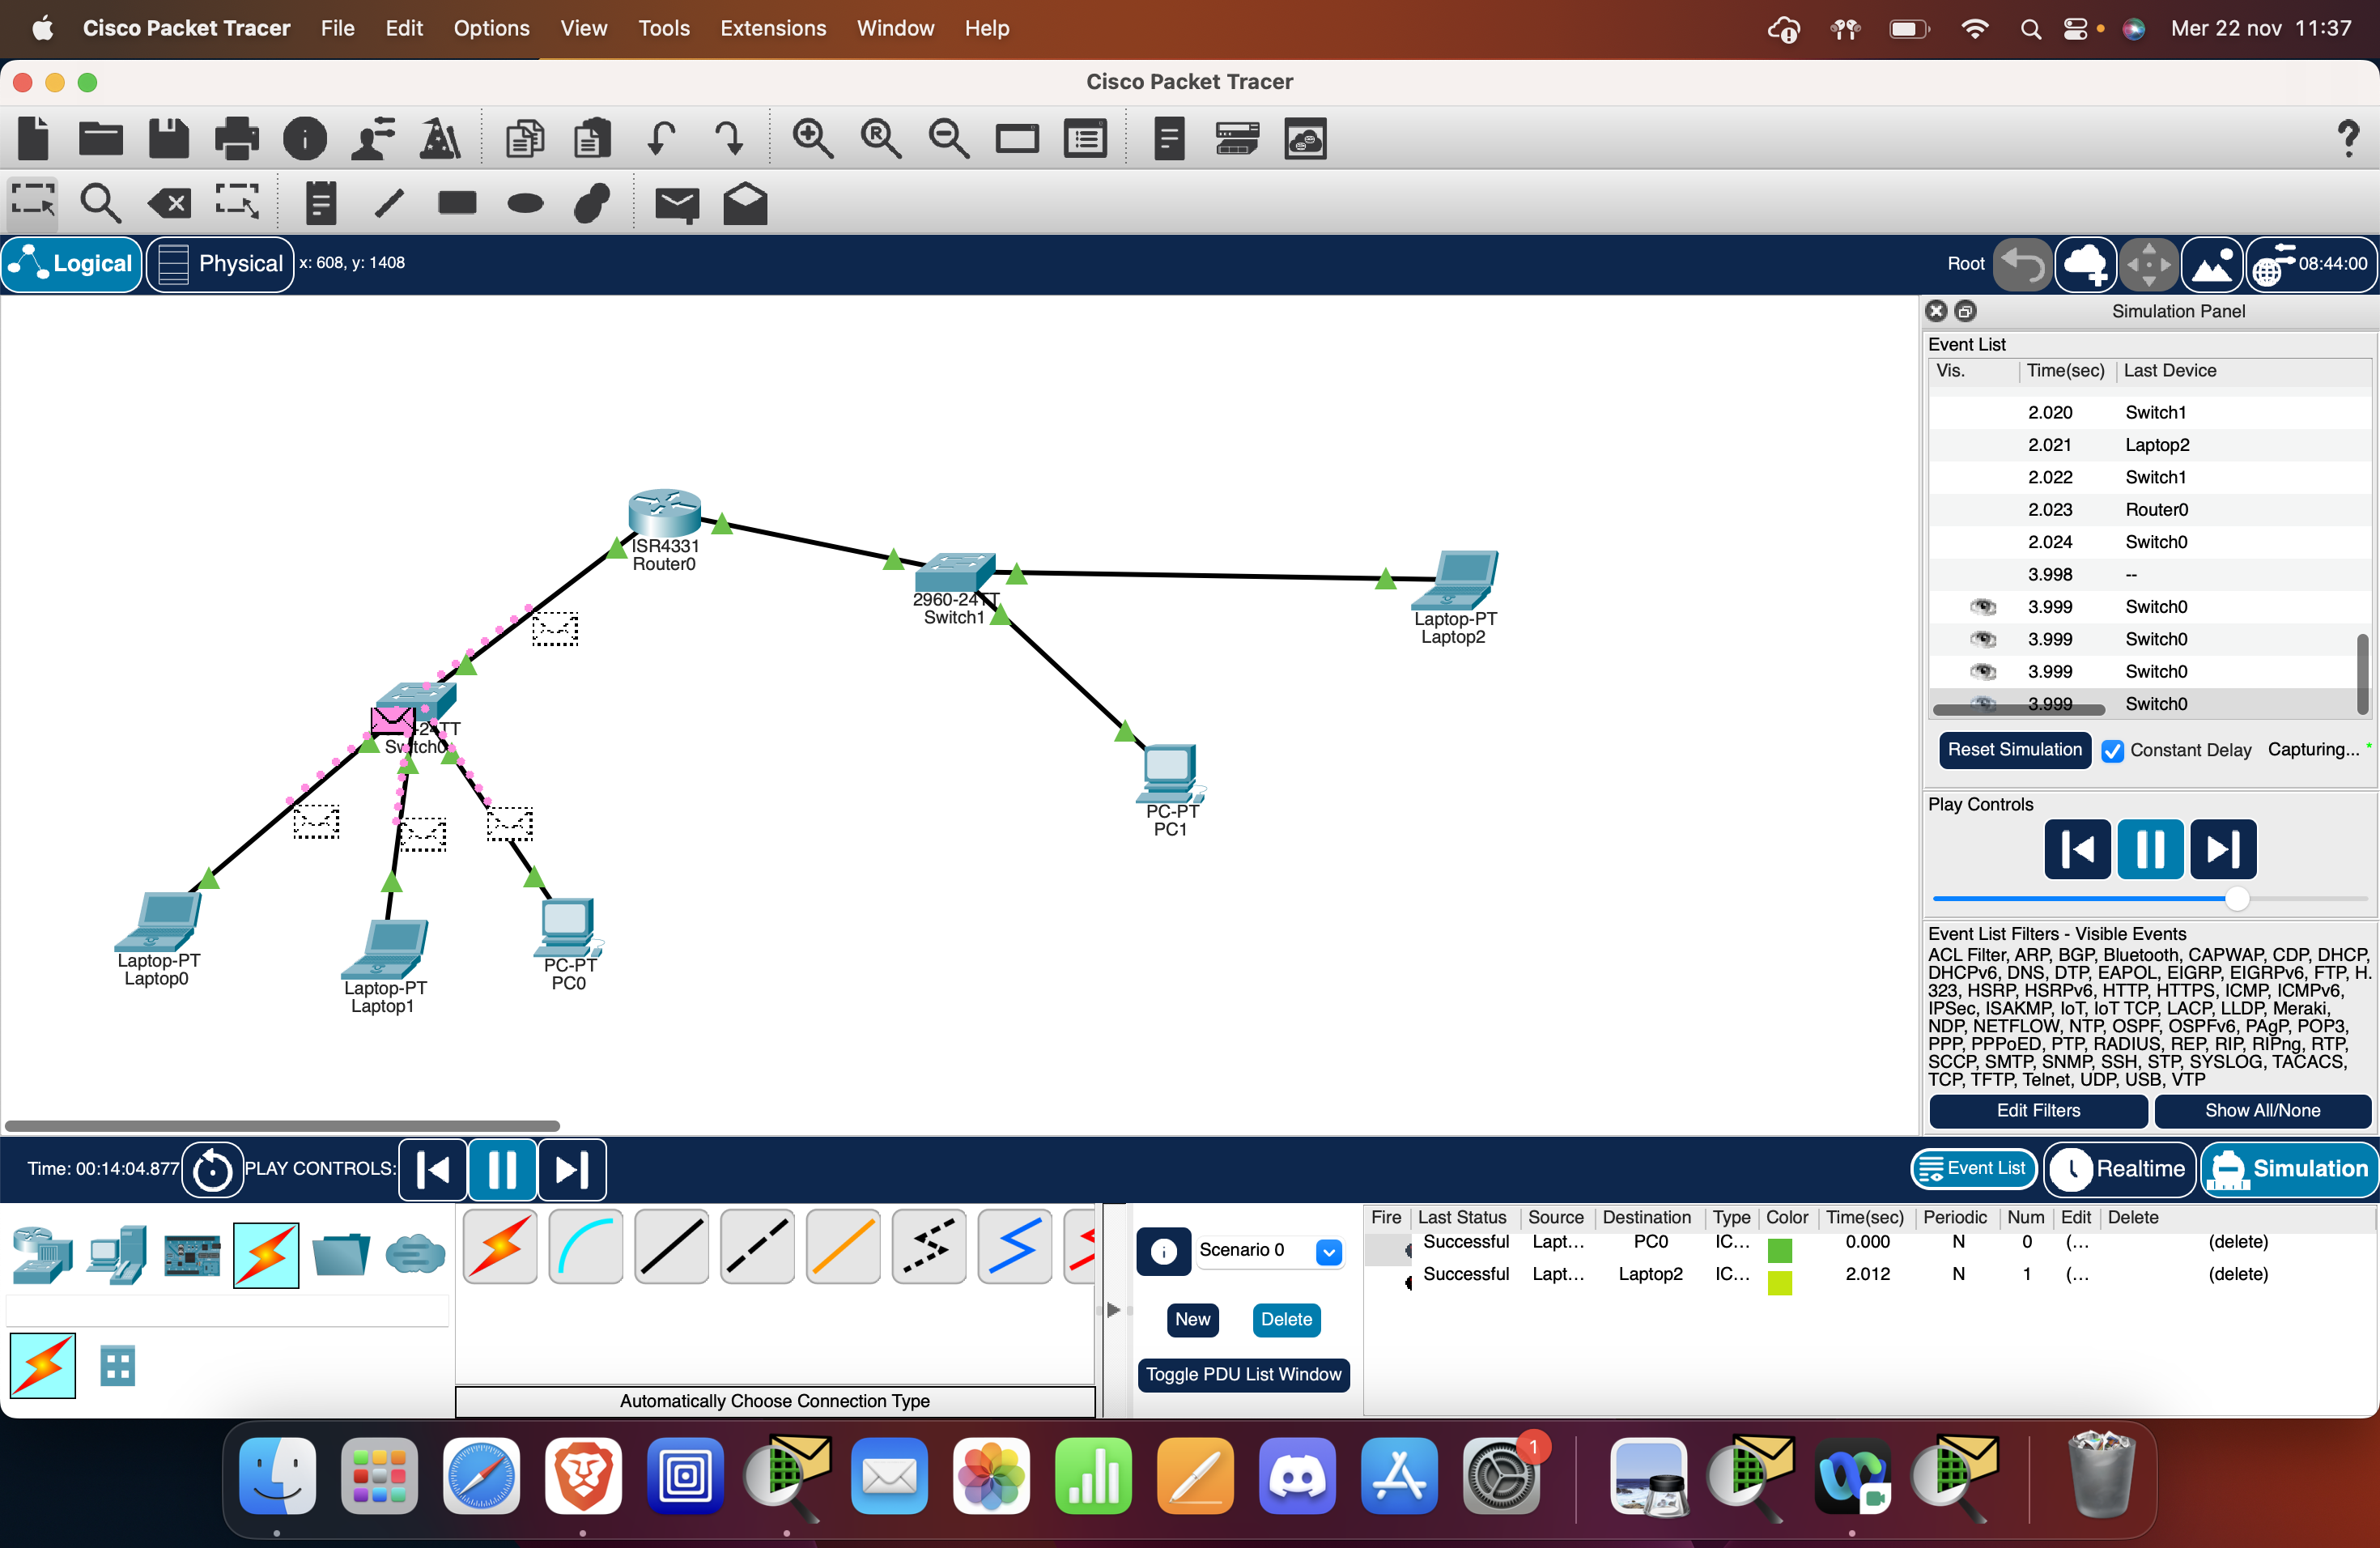 Cisco Packet Tracer File Edit Options View Tools Extensions Window Help Mer 22 nov 11:37
Cisco Packet Tracer
Logical Physical x: 608, y: 1408 Root 08:44:00
Simulation Panel
Event List
Vis. Time(sec) Last Device
2.020 Switch1
2.021 Laptop2
2.022 Switch1
2.023 Router0
2.024 Switch0
3.998 --
3.999 Switch0
3.999 Switch0
3.999 Switch0
3.999 Switch0
Reset Simulation Constant Delay Capturing... *
Play Controls
Event List Filters - Visible Events
ACL Filter, ARP, BGP, Bluetooth, CAPWAP, CDP, DHCP,
DHCPv6, DNS, DTP, EAPOL, EIGRP, EIGRPv6, FTP, H.
323, HSRP, HSRPv6, HTTP, HTTPS, ICMP, ICMPv6,
IPSec, ISAKMP, IoT, IoT TCP, LACP, LLDP, Meraki,
NDP, NETFLOW, NTP, OSPF, OSPFv6, PAgP, POP3,
PPP, PPPoED, PTP, RADIUS, REP, RIP, RIPng, RTP,
SCCP, SMTP, SNMP, SSH, STP, SYSLOG, TACACS,
TCP, TFTP, Telnet, UDP, USB, VTP
Edit Filters Show All/None
ISR4331
Router0
2960-24TT
Switch1
Laptop-PT
Laptop2
-24TT
Switch0
PC-PT
PC1
Laptop-PT
Laptop0
Laptop-PT
Laptop1
PC-PT
PC0
Time: 00:14:04.877 PLAY CONTROLS: Event List Realtime Simulation
Scenario 0
New Delete
Toggle PDU List Window
Automatically Choose Connection Type
Fire Last Status Source Destination Type Color Time(sec) Periodic Num Edit Delete
Successful Lapt... PC0 IC... 0.000 N 0 (... (delete)
Successful Lapt... Laptop2 IC... 2.012 N 1 (... (delete)
1